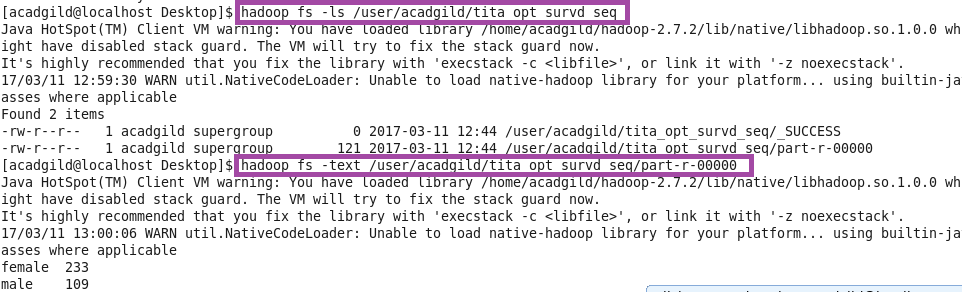 [acadgild@localhost Desktop]$ hadoop fs -ls /user/acadgild/tita_opt_survd_seq
Java HotSpot(TM) Client VM warning: You have loaded library /home/acadgild/hadoop-2.7.2/lib/native/libhadoop.so.1.0.0 wh
ight have disabled stack guard. The VM will try to fix the stack guard now.
It's highly recommended that you fix the library with 'execstack -c <libfile>', or link it with '-z noexecstack'.
17/03/11 12:59:30 WARN util.NativeCodeLoader: Unable to load native-hadoop library for your platform... using builtin-ja
asses where applicable
Found 2 items
-rw-r--r--   1 acadgild supergroup          0 2017-03-11 12:44 /user/acadgild/tita_opt_survd_seq/_SUCCESS
-rw-r--r--   1 acadgild supergroup        121 2017-03-11 12:44 /user/acadgild/tita_opt_survd_seq/part-r-00000
[acadgild@localhost Desktop]$ hadoop fs -text /user/acadgild/tita_opt_survd_seq/part-r-00000
Java HotSpot(TM) Client VM warning: You have loaded library /home/acadgild/hadoop-2.7.2/lib/native/libhadoop.so.1.0.0 wh
ight have disabled stack guard. The VM will try to fix the stack guard now.
It's highly recommended that you fix the library with 'execstack -c <libfile>', or link it with '-z noexecstack'.
17/03/11 13:00:06 WARN util.NativeCodeLoader: Unable to load native-hadoop library for your platform... using builtin-ja
asses where applicable
female  233
male    109